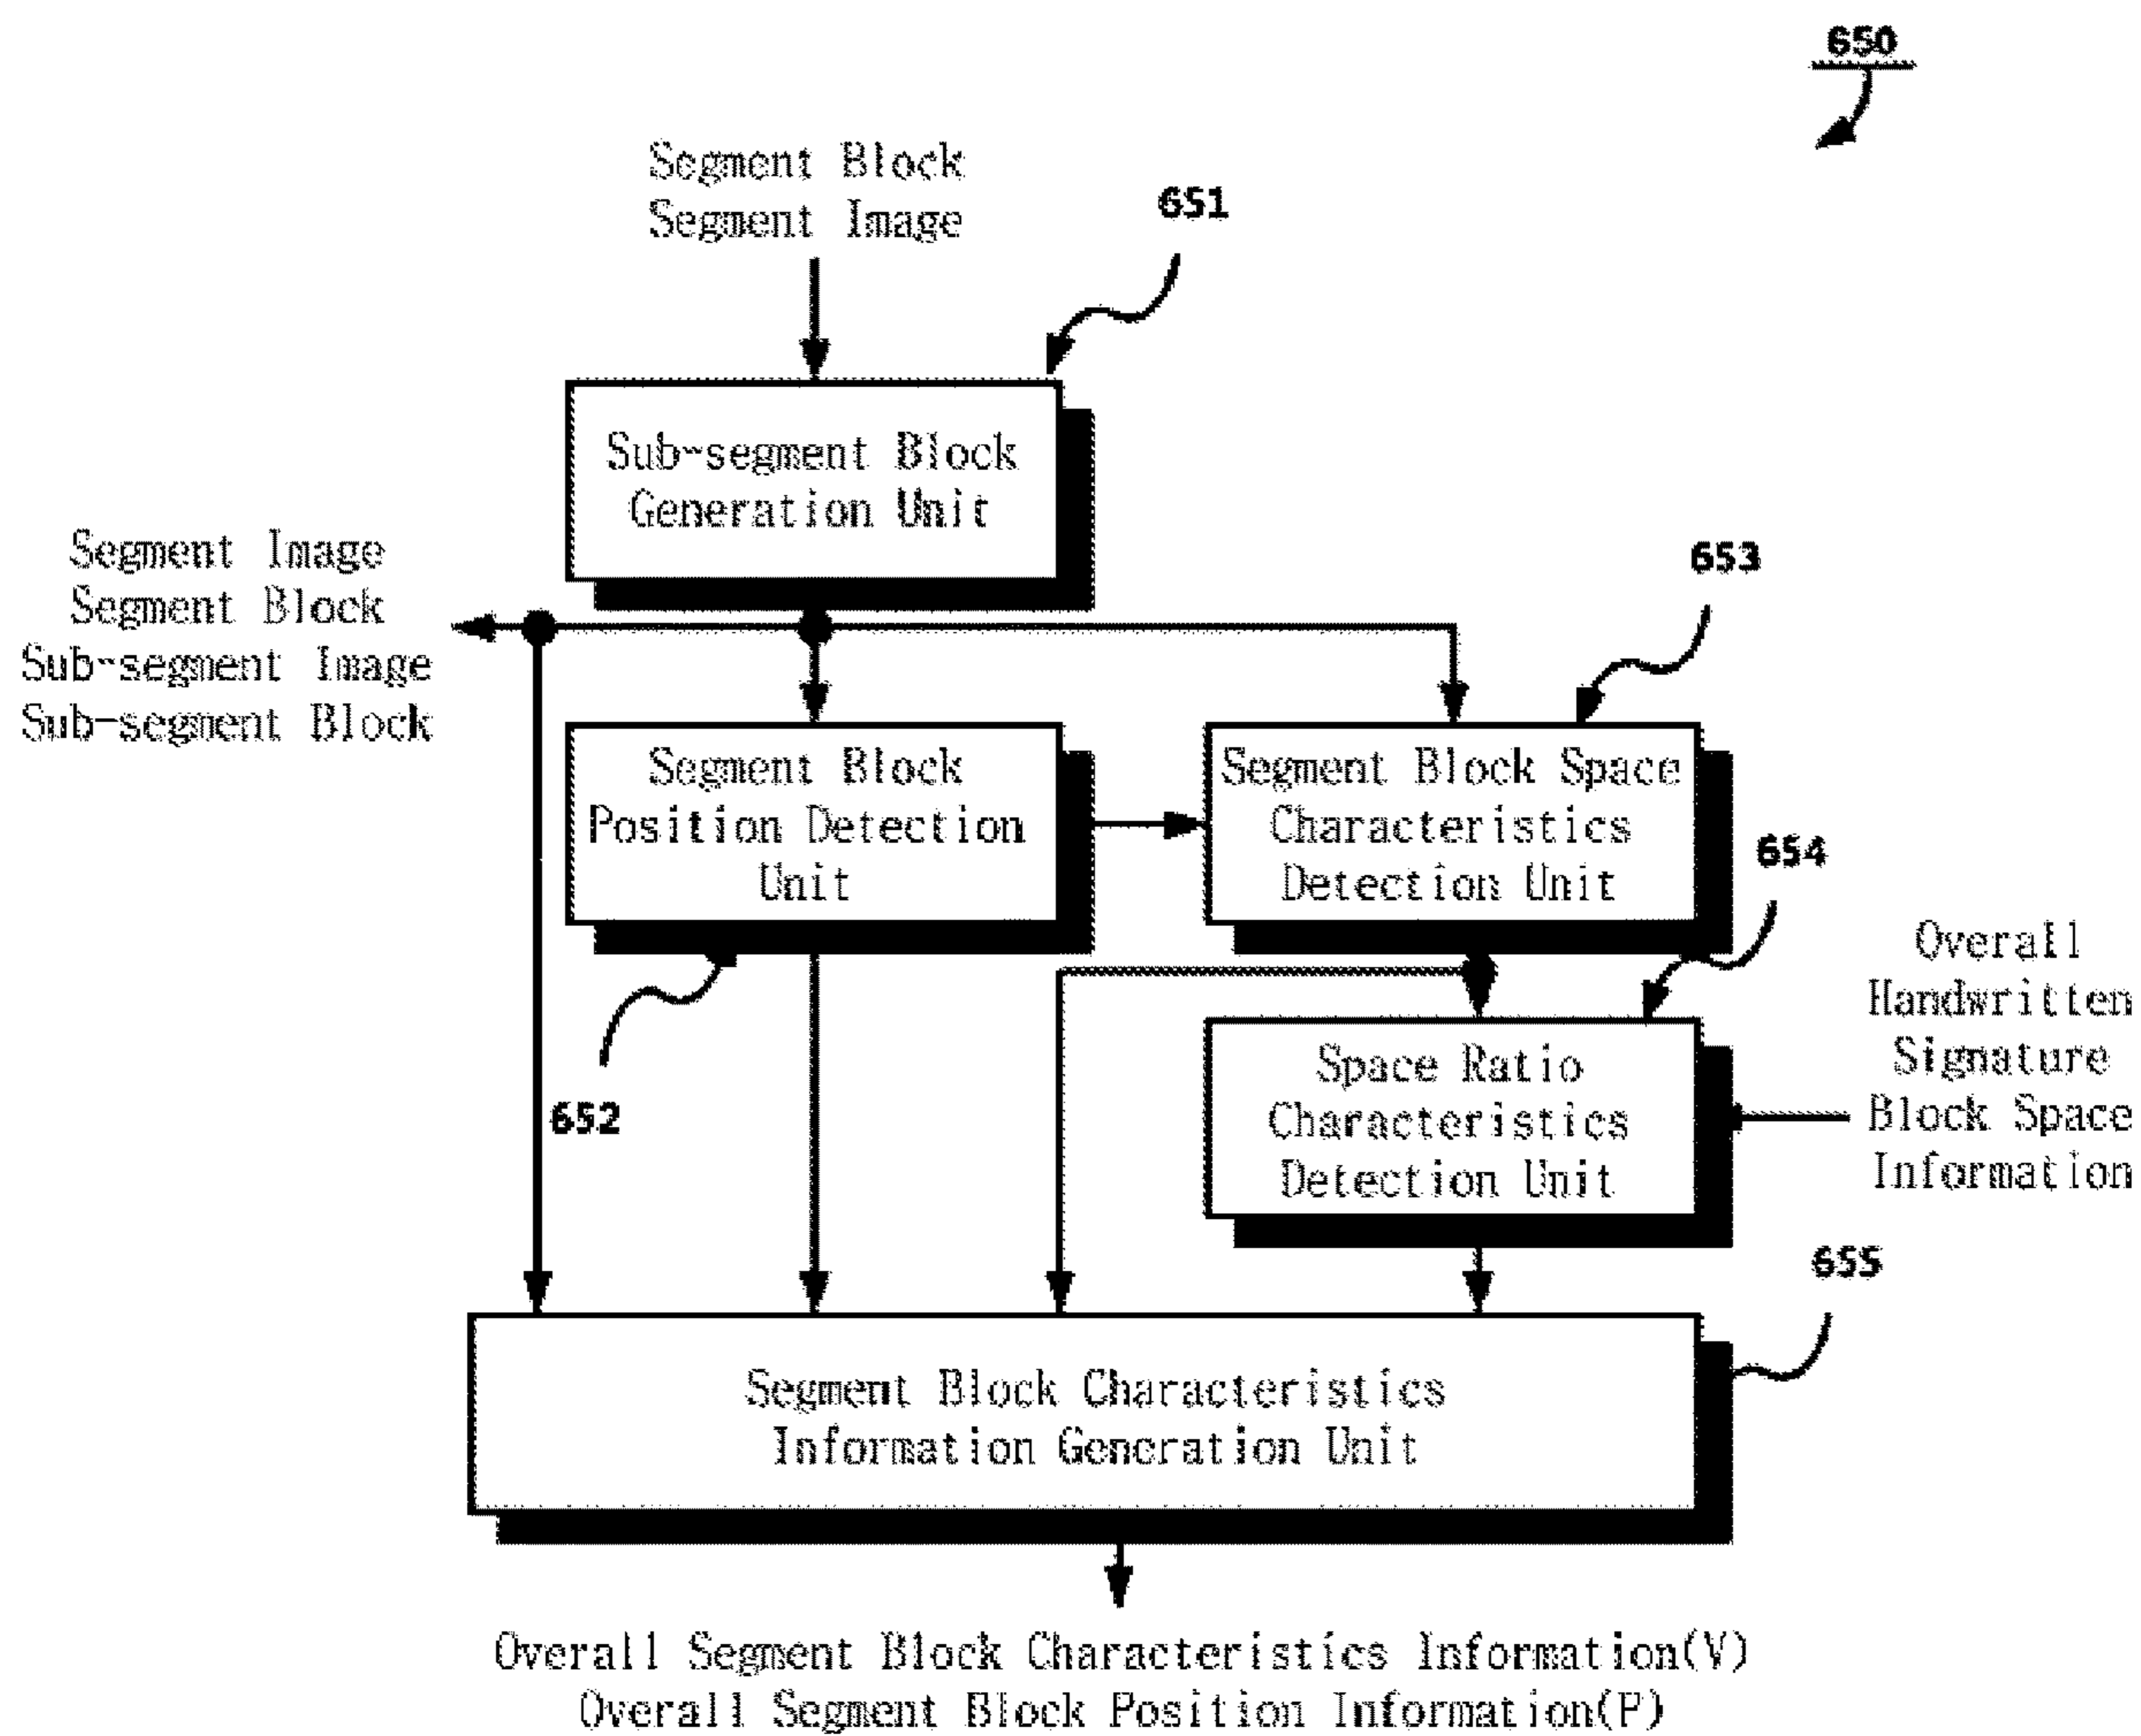 650
Segment Block
Segment Image
651
Sub-segment Block
Generation Unit
Segment Image
Segment Block
Sub-segment Image
Sub-segment Block
653
Segment Block
Position Detection
Unit
Segment Block Space
Characteristics
Detection Unit
654
652
Space Ratio
Characteristics
Detection Unit
Overall
Handwritten
Signature
Block Space
Information
655
Segment Block Characteristics
Information Generation Unit
Overall Segment Block Characteristics Information(V)
Overall Segment Block Position Information(P)